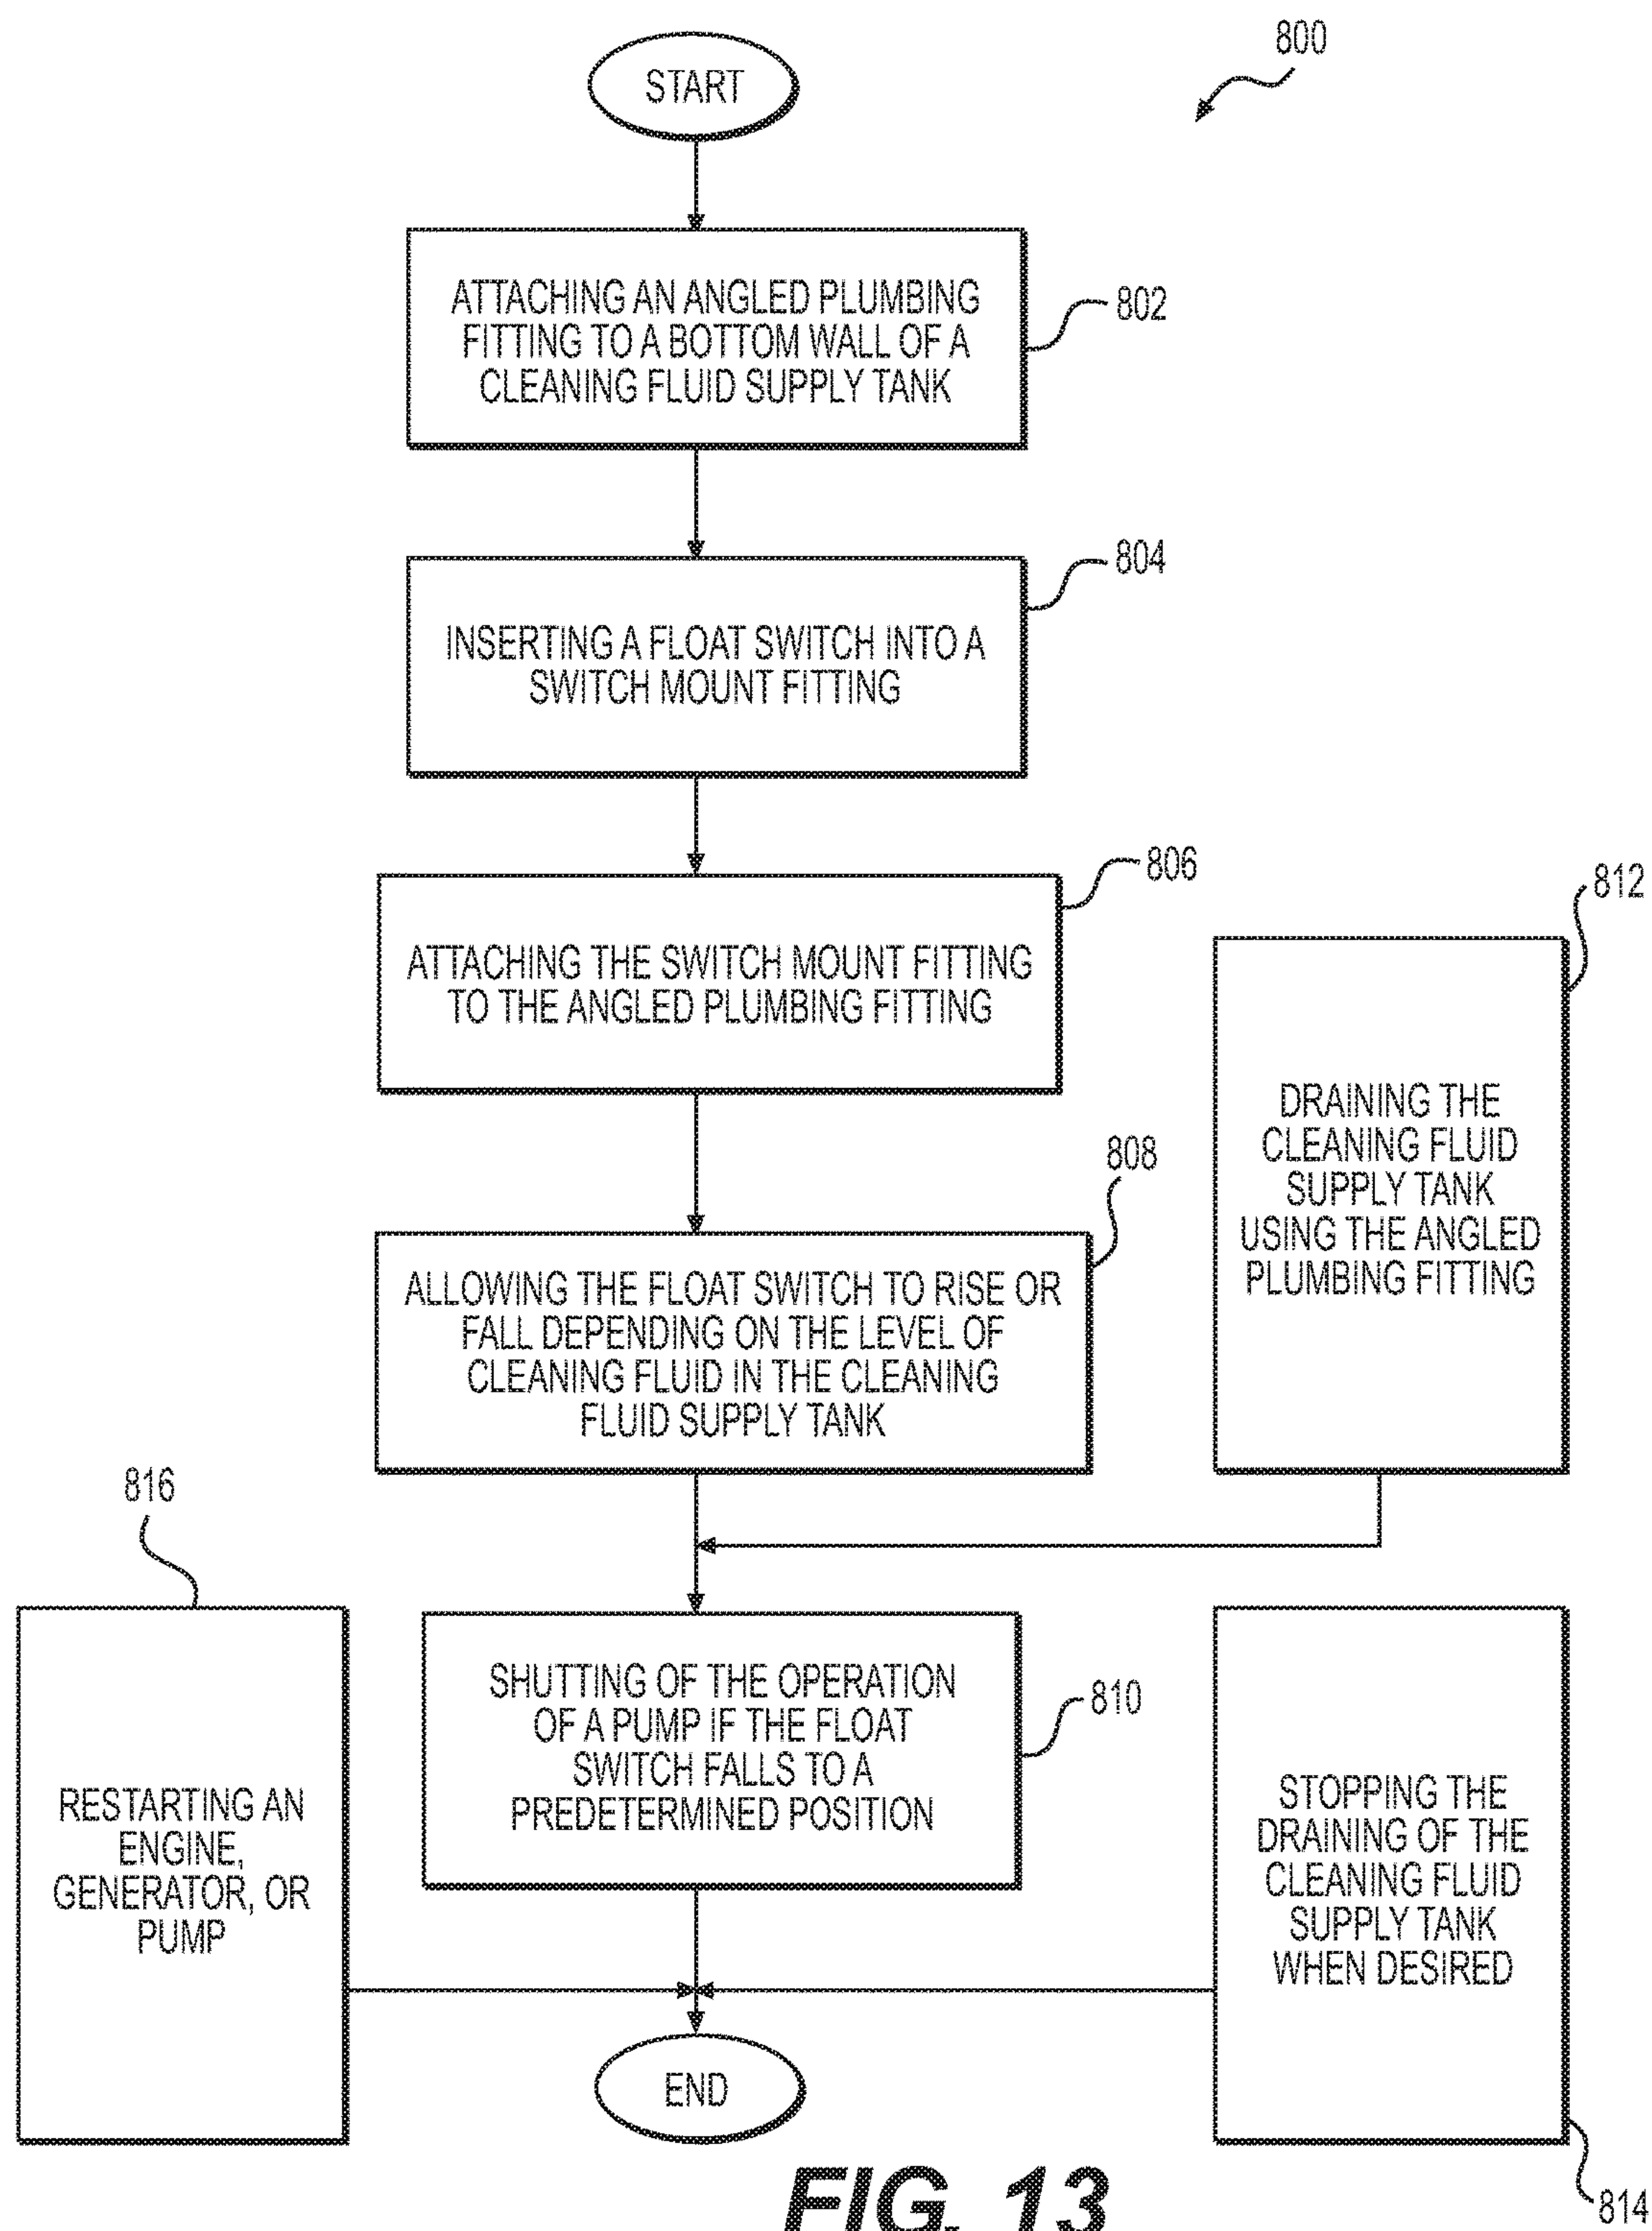 800
START
ATTACHING AN ANGLED PLUMBING
FITTING TO A BOTTOM WALL OF A
CLEANING FLUID SUPPLY TANK
802
INSERTING A FLOAT SWITCH INTO A
SWITCH MOUNT FITTING
804
ATTACHING THE SWITCH MOUNT FITTING
TO THE ANGLED PLUMBING FITTING
806
812
DRAINING THE
CLEANING FLUID
SUPPLY TANK
USING THE ANGLED
PLUMBING FITTING
808
ALLOWING THE FLOAT SWITCH TO RISE OR
FALL DEPENDING ON THE LEVEL OF
CLEANING FLUID IN THE CLEANING
FLUID SUPPLY TANK
816
RESTARTING AN
ENGINE,
GENERATOR, OR
PUMP
SHUTTING OF THE OPERATION
OF A PUMP IF THE FLOAT
SWITCH FALLS TO A
PREDETERMINED POSITION
810
STOPPING THE
DRAINING OF THE
CLEANING FLUID
SUPPLY TANK
WHEN DESIRED
814
END
FIG. 13